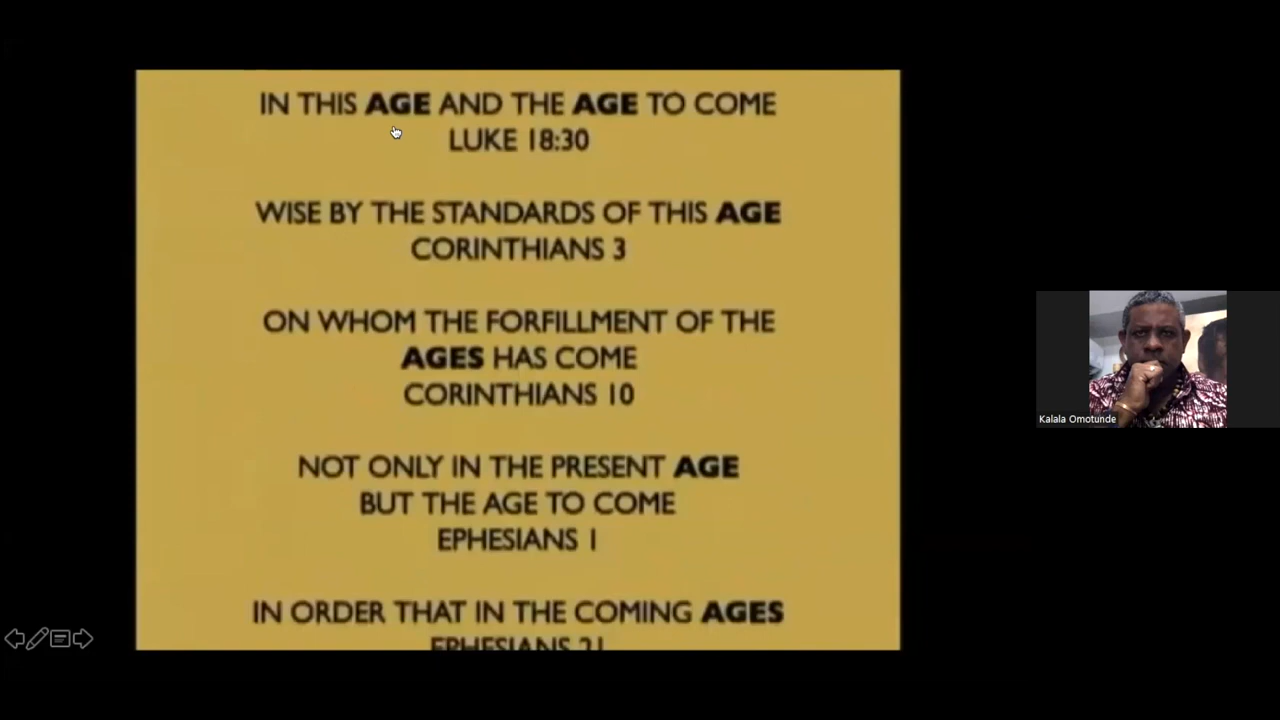 IN THIS AGE AND THE AGE TO COME
LUKE 18:30
WISE BY THE STANDARDS OF THIS AGE
CORINTHIANS 3
ON WHOM THE FORFILLMENT OF THE
AGES HAS COME
CORINTHIANS 10
NOT ONLY IN THE PRESENT AGE
BUT THE AGE TO COME
EPHESIANS 1
IN ORDER THAT IN THE COMING AGES
EPHESIANS 21
Kalala Omotunde